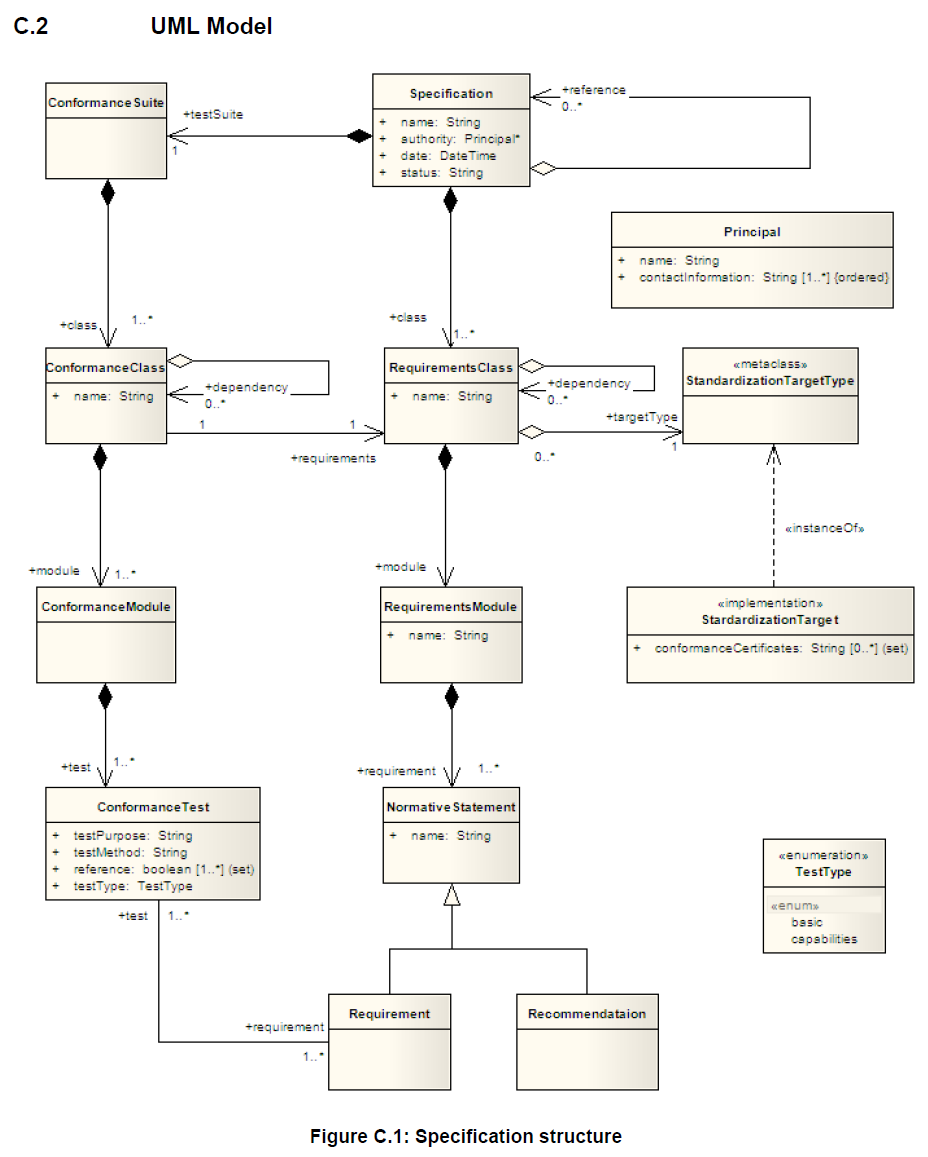 C.2 UML Model
ConformanceSuite
Specification
+ name: String
+ authority: Principal*
+ date: DateTime
+ status: String
+testSuite
1
+reference
0..*
Principal
+ name: String
+ contactInformation: String [1..*] {ordered}
+class
1..*
+class
1..*
ConformanceClass
+ name: String
+dependency
0..*
RequirementsClass
+ name: String
+dependency
0..*
«metaclass»
StandardizationTargetType
1
1
+requirements
+targetType
0..*
1
«instanceOf»
+module
1..*
+module
ConformanceModule
RequirementsModule
+ name: String
«implementation»
StardardizationTarget
+ conformanceCertificates: String [0..*] (set)
+test
1..*
+requirement
1..*
ConformanceTest
+ testPurpose: String
+ testMethod: String
+ reference: boolean [1..*] (set)
+ testType: TestType
NormativeStatement
+ name: String
«enumeration»
TestType
«enum»
basic
capabilities
+test
1..*
+requirement
1..*
Requirement
Recommendataion
Figure C.1: Specification structure